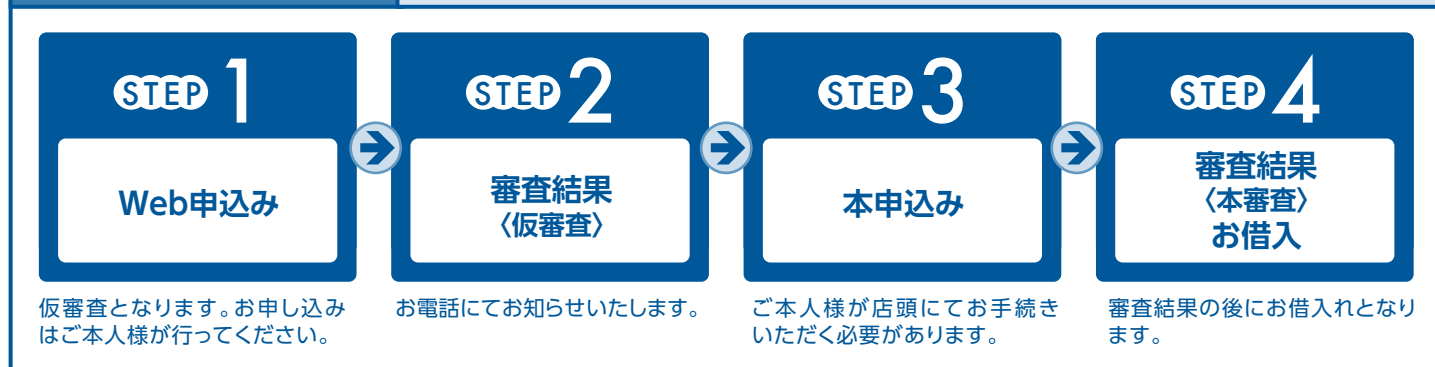 STEP 1
Web申込み
仮審査となります。お申し込み
はご本人様が行ってください。
STEP 2
審査結果
〈仮審査〉
お電話にてお知らせいたします。
STEP 3
本申込み
ご本人様が店頭にてお手続き
いただく必要があります。
STEP 4
審査結果
〈本審査〉
お借入
審査結果の後にお借入れとなり
ます。